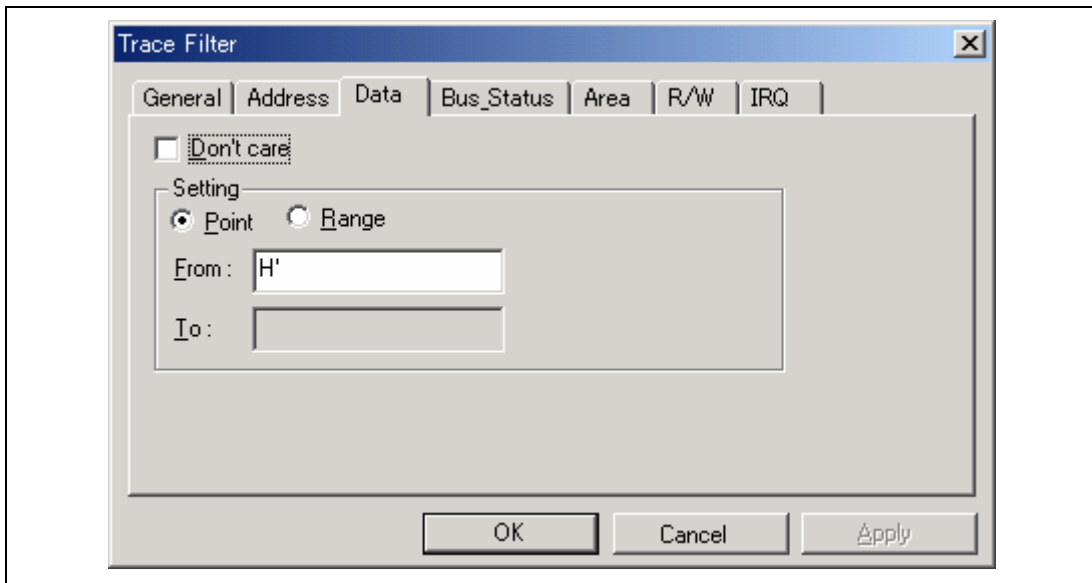 Trace Filter
General Address Data Bus_Status Area R/W IRQ
Don't care
Setting
Point Range
From : H'
To :
OK Cancel Apply